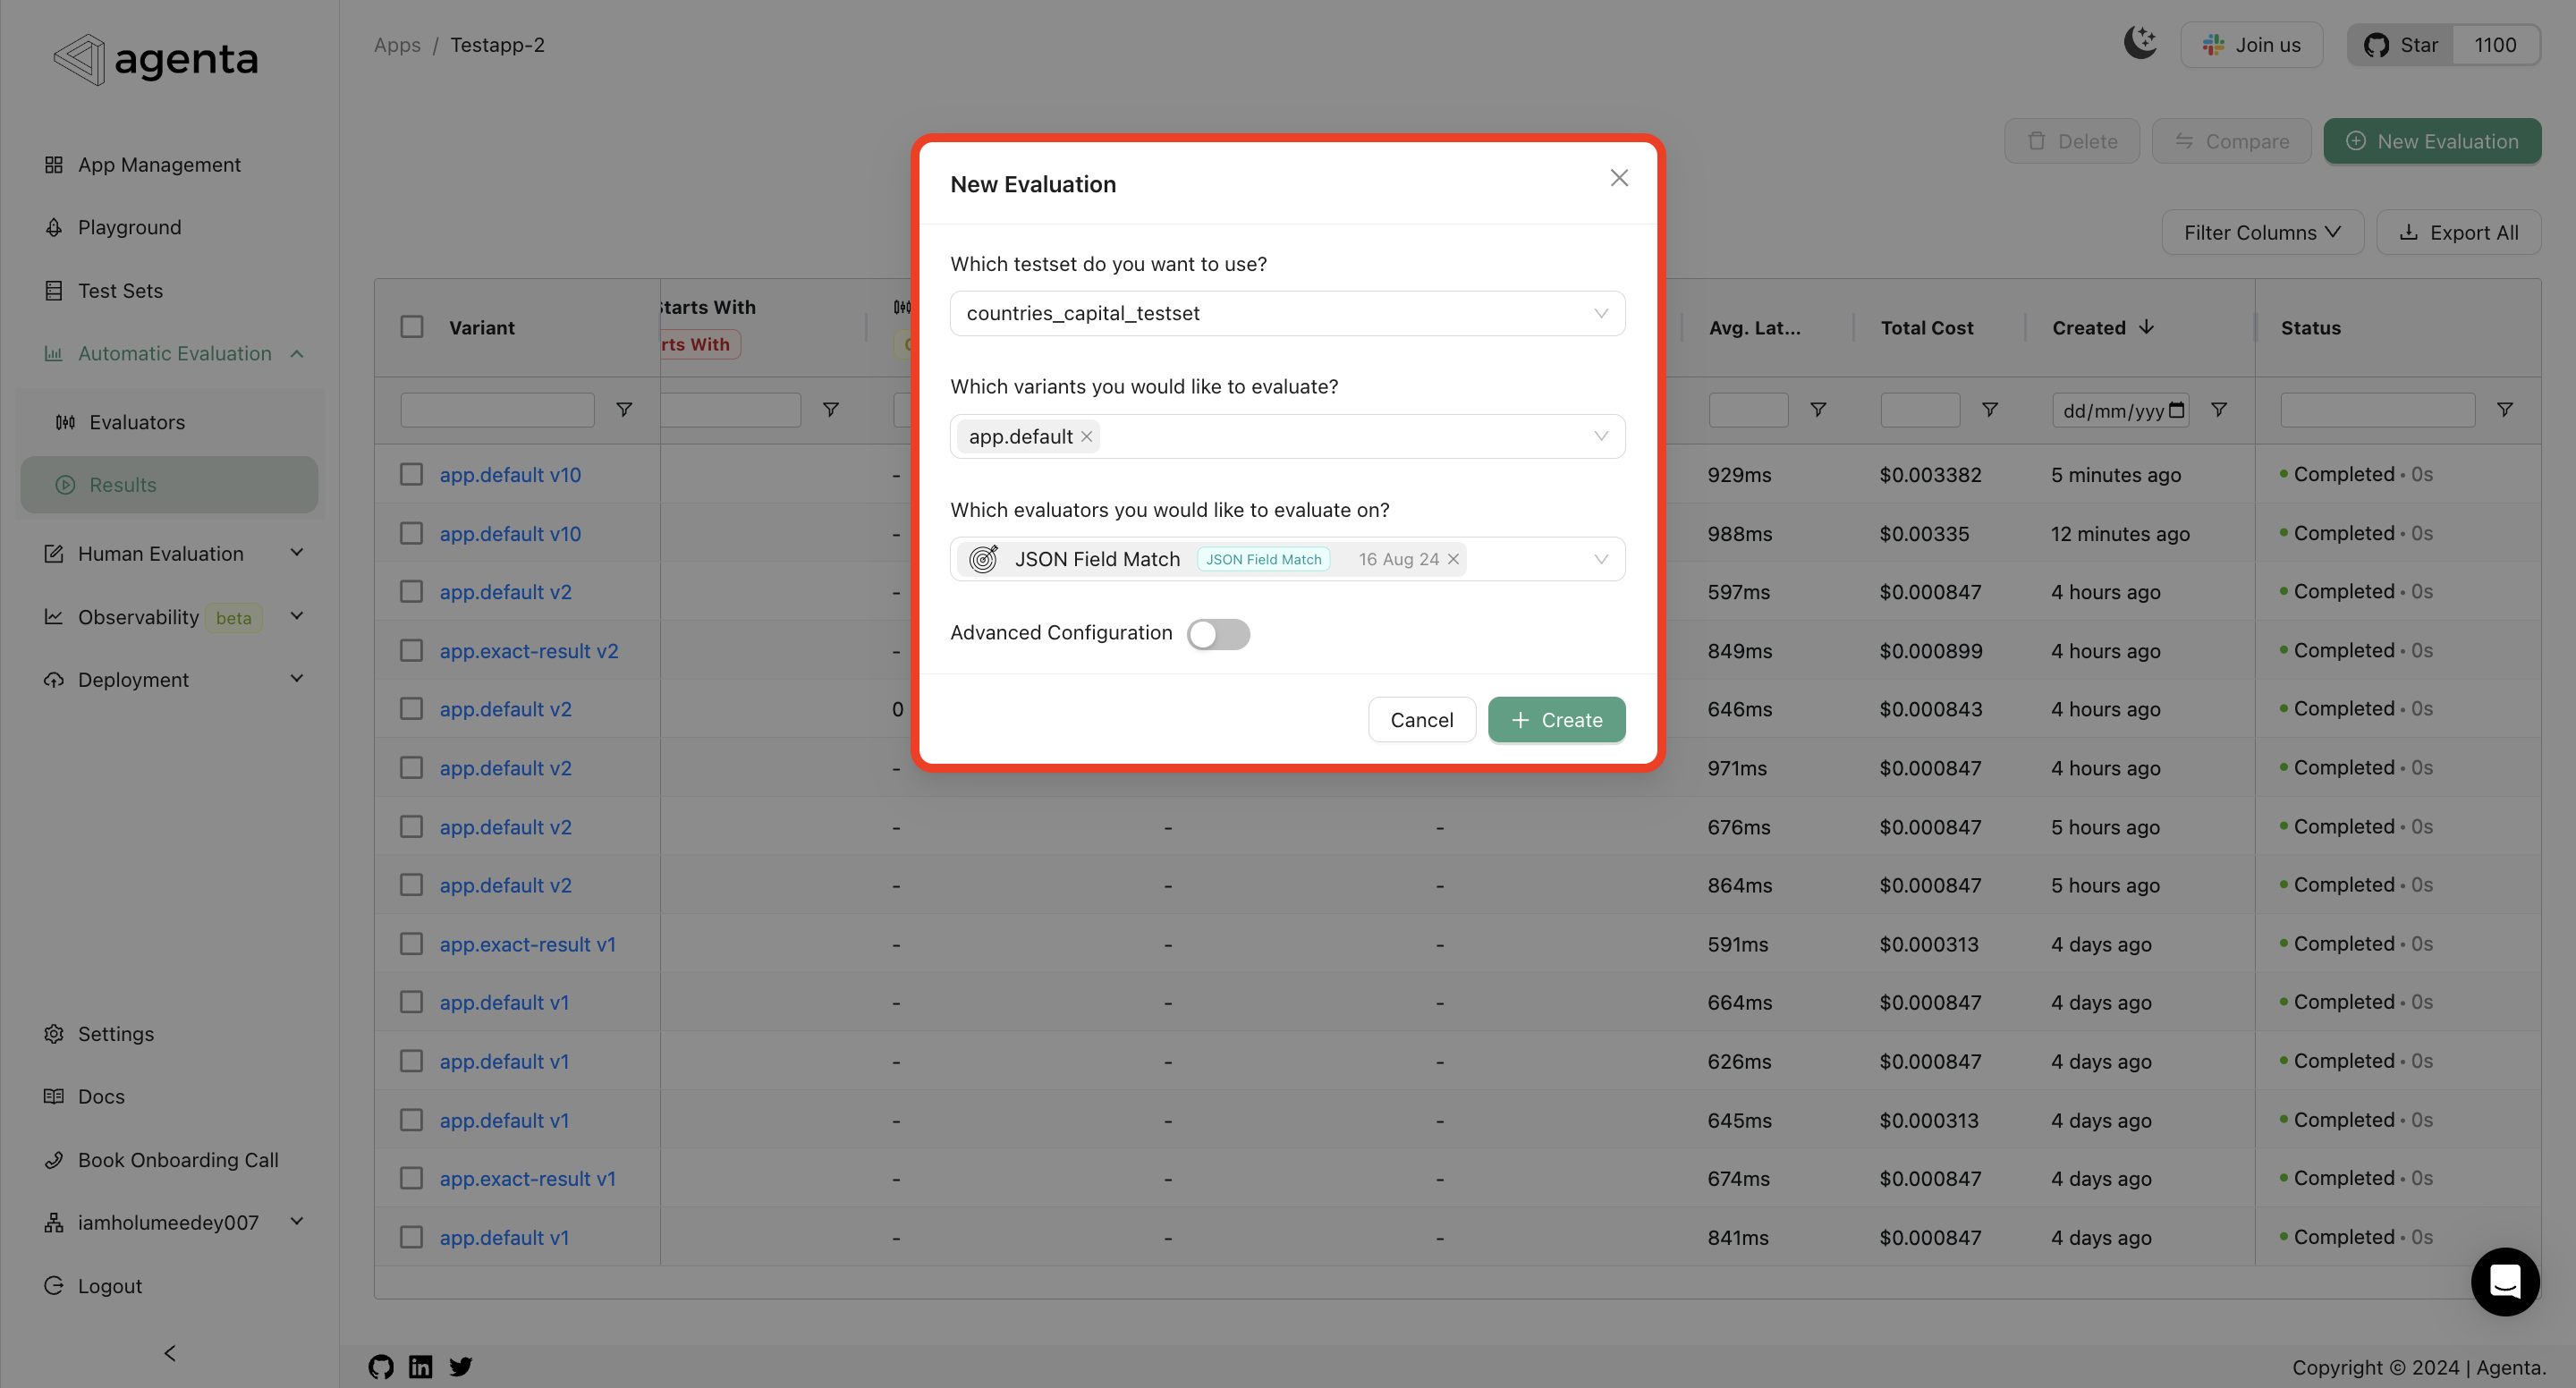 agenta
Apps / Testapp-2
Join us
Star 1100
App Management
Playground
Test Sets
Automatic Evaluation
Evaluators
Results
Human Evaluation
Observability beta
Deployment
Settings
Docs
Book Onboarding Call
iamholumeedey007
Logout
Delete Compare New Evaluation
Filter Columns Export All
New Evaluation
Which testset do you want to use?
countries_capital_testset
Which variants you would like to evaluate?
app.default
Which evaluators you would like to evaluate on?
JSON Field Match JSON Field Match 16 Aug 24
Advanced Configuration
Cancel Create
Variant Starts With Avg. Lat... Total Cost Created Status
rts With
dd/mm/yyy
app.default v10 - 929ms $0.003382 5 minutes ago Completed • 0s
app.default v10 - 988ms $0.00335 12 minutes ago Completed • 0s
app.default v2 - 597ms $0.000847 4 hours ago Completed • 0s
app.exact-result v2 - 849ms $0.000899 4 hours ago Completed • 0s
app.default v2 0 646ms $0.000843 4 hours ago Completed • 0s
app.default v2 - 971ms $0.000847 4 hours ago Completed • 0s
app.default v2 - - - 676ms $0.000847 5 hours ago Completed • 0s
app.default v2 - - - 864ms $0.000847 5 hours ago Completed • 0s
app.exact-result v1 - - - 591ms $0.000313 4 days ago Completed • 0s
app.default v1 - - - 664ms $0.000847 4 days ago Completed • 0s
app.default v1 - - - 626ms $0.000847 4 days ago Completed • 0s
app.default v1 - - - 645ms $0.000313 4 days ago Completed • 0s
app.exact-result v1 - - - 674ms $0.000847 4 days ago Completed • 0s
app.default v1 - - - 841ms $0.000847 4 days ago Completed • 0s
Copyright © 2024 | Agenta.